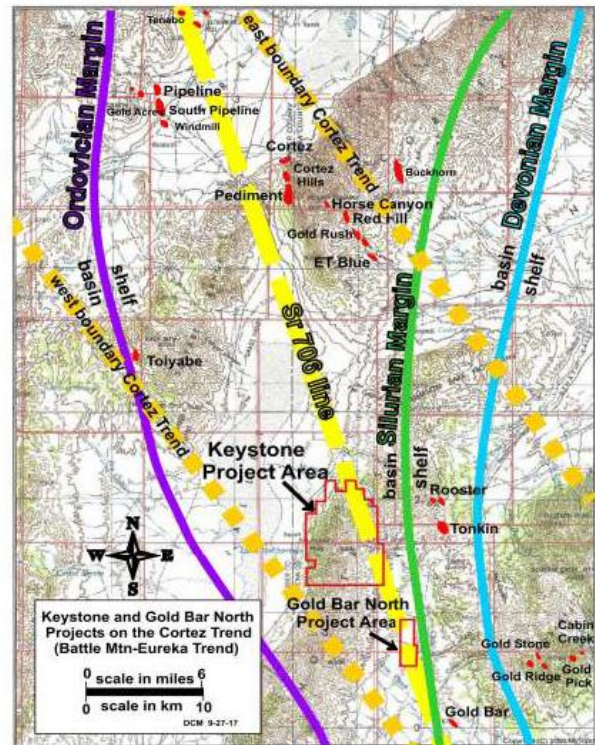 Tenabo
east boundary Cortez Trend
Ordovician Margin
basin
shelf
Pipeline
Gold Acres
South Pipeline
Windmill
Cortez
Cortez
Hills
Pediment
Buckhorn
Horse Canyon
Red Hill
Gold Rush
ET Blue
Devonian Margin
basin
shelf
Sr 706 line
Silurian Margin
basin
shelf
west boundary Cortez Trend
Toiyabe
Keystone
Project Area
Rooster
Tonkin
N
W
E
S
Gold Bar North
Project Area
Cabin
Creek
Gold Stone
Gold Ridge
Gold
Pick
Gold Bar
Keystone and Gold Bar North
Projects on the Cortez Trend
(Battle Mtn-Eureka Trend)
0 scale in miles 6
0 scale in km 10
DCM 9-27-17